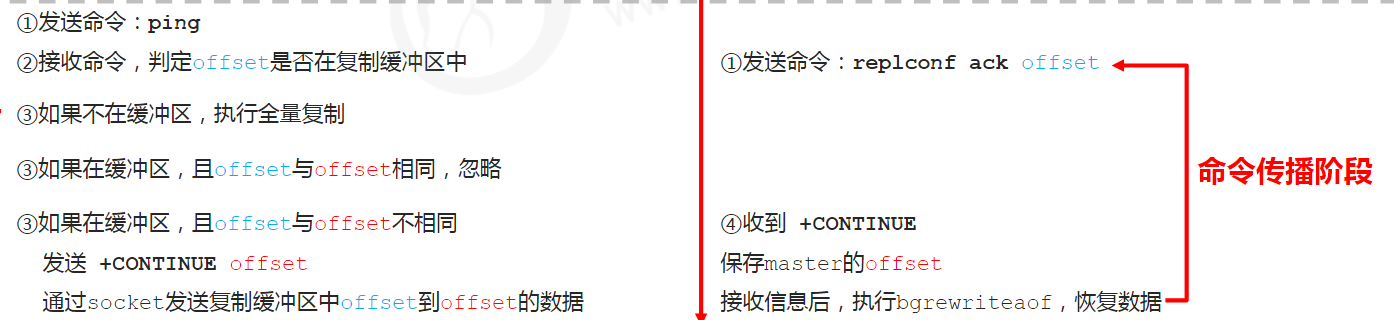 ①发送命令：ping
②接收命令，判定offset是否在复制缓冲区中
③如果不在缓冲区，执行全量复制
③如果在缓冲区，且offset与offset相同，忽略
③如果在缓冲区，且offset与offset不相同
发送 +CONTINUE offset
通过socket发送复制缓冲区中offset到offset的数据
①发送命令：replconf ack offset
④收到 +CONTINUE
保存master的offset
接收信息后，执行bgrewriteaof，恢复数据
命令传播阶段